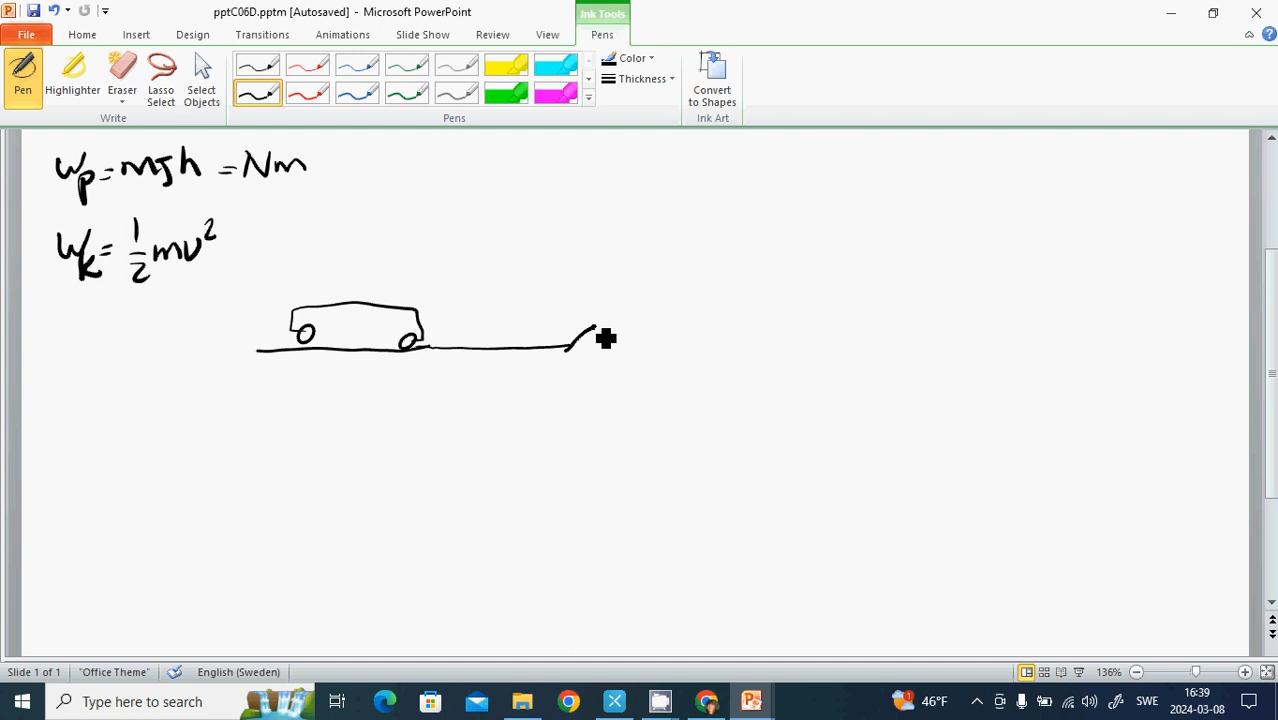 pptC06D.pptm [Autosaved] - Microsoft PowerPoint
Ink Tools
File Home Insert Design Transitions Animations Slide Show Review View Pens
Pen Highlighter Eraser Lasso Select Select Objects
Color
Thickness
Convert to Shapes
Write Pens Ink Art
Wp = mgh = Nm
Wk = 1/2 mv²
Slide 1 of 1 "Office Theme" English (Sweden) 136%
Type here to search 1 46°F SWE 16:39
2024-03-08